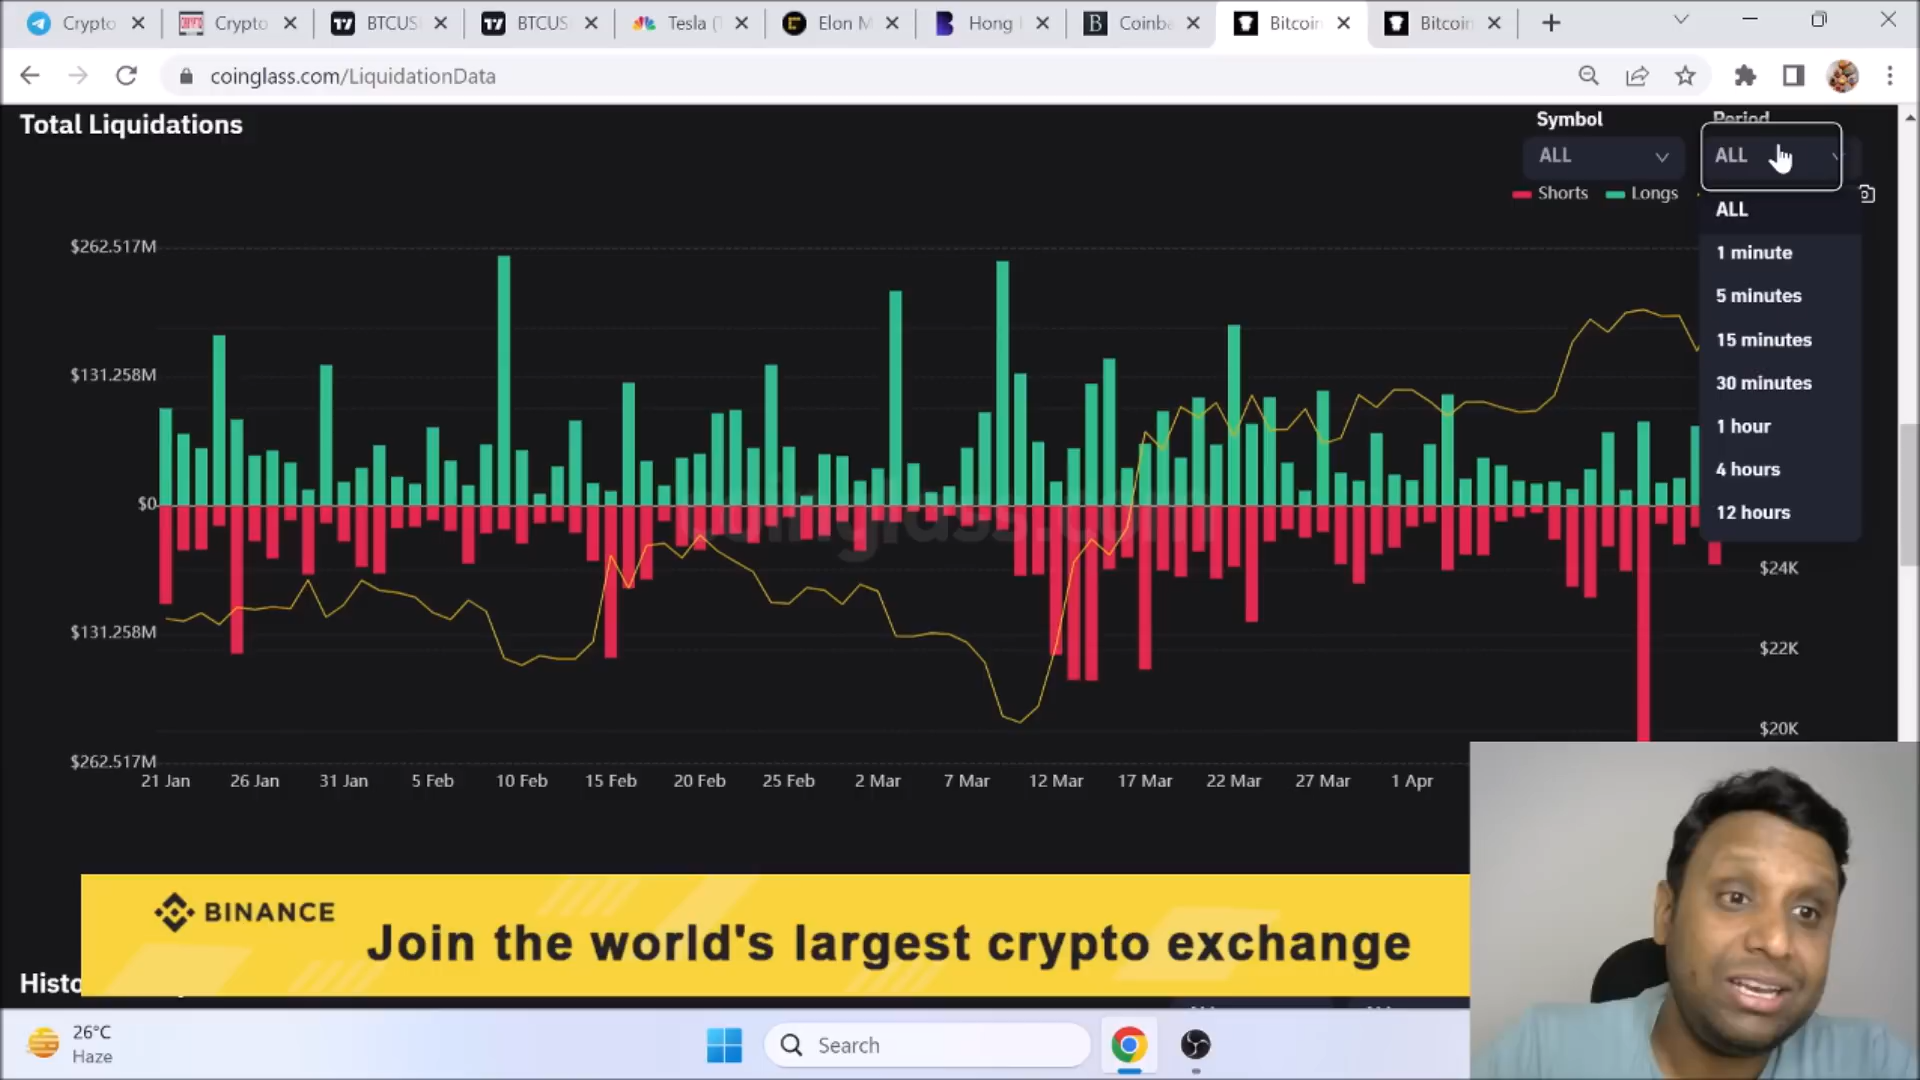 Crypto
Crypto
BTCUS
BTCUS
Tesla (
Elon M
Hong
Coinba
Bitcoin
Bitcoin
coinglass.com/LiquidationData
Total Liquidations
Symbol
Period
ALL
ALL
Shorts
Longs
ALL
1 minute
5 minutes
15 minutes
30 minutes
1 hour
4 hours
12 hours
$262.517M
$131.258M
$0
$131.258M
$262.517M
coinglass.com
$24K
$22K
$20K
21 Jan
26 Jan
31 Jan
5 Feb
10 Feb
15 Feb
20 Feb
25 Feb
2 Mar
7 Mar
12 Mar
17 Mar
22 Mar
27 Mar
1 Apr
BINANCE
Join the world's largest crypto exchange
Histo
26°C
Haze
Search